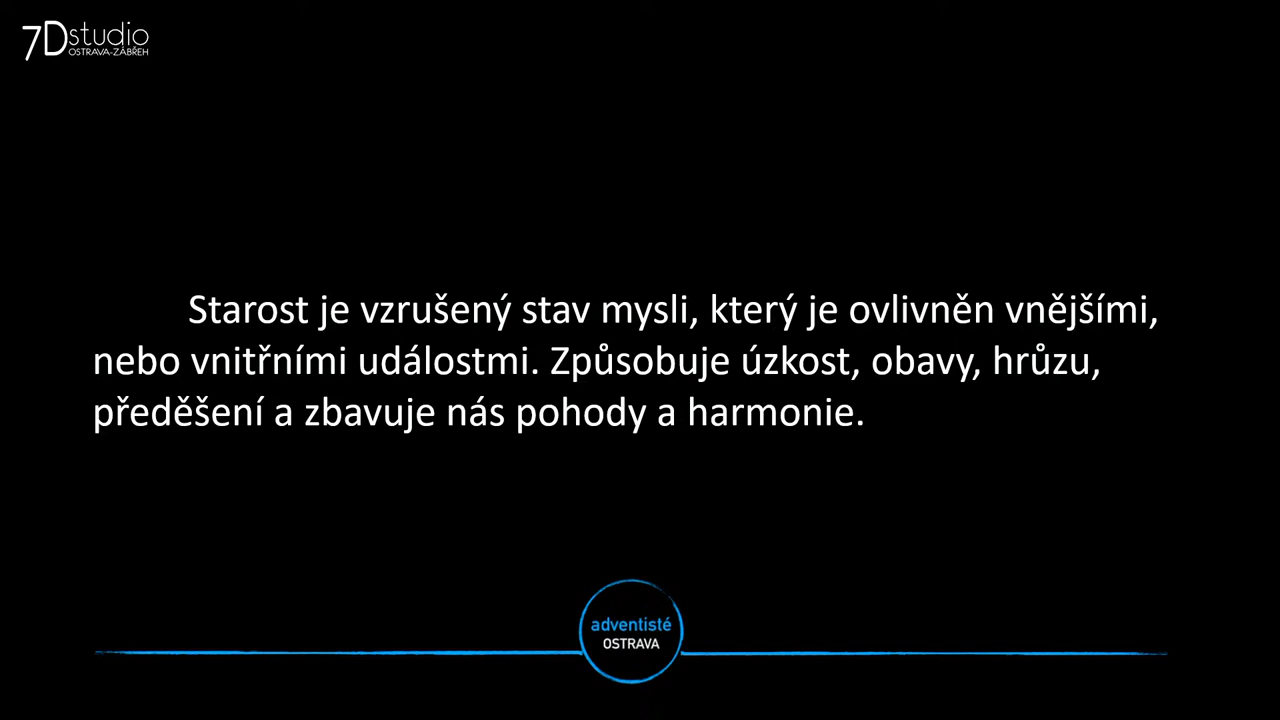 7Dstudio
OSTRAVA-ZÁBŘEH
Starost je vzrušený stav mysli, který je ovlivněn vnějšími,
nebo vnitřními událostmi. Způsobuje úzkost, obavy, hrůzu,
předěšení a zbavuje nás pohody a harmonie.
adventisté
OSTRAVA